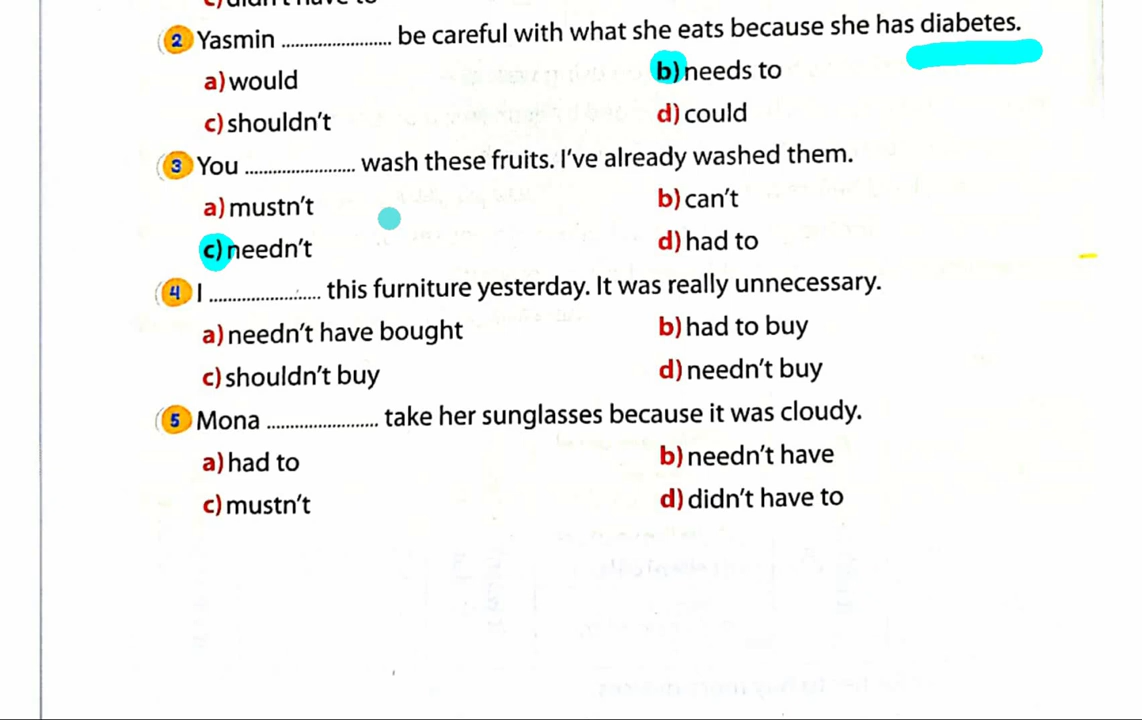 2 Yasmin ........................ be careful with what she eats because she has diabetes.
a) would b) needs to
c) shouldn't d) could
3 You ........................ wash these fruits. I've already washed them.
a) mustn't b) can't
c) needn't d) had to
4 I ........................ this furniture yesterday. It was really unnecessary.
a) needn't have bought b) had to buy
c) shouldn't buy d) needn't buy
5 Mona ........................ take her sunglasses because it was cloudy.
a) had to b) needn't have
c) mustn't d) didn't have to